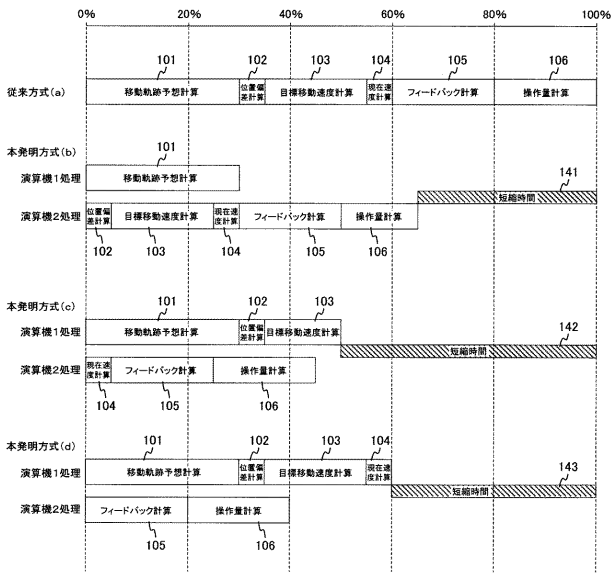 0% 20% 40% 60% 80% 100%
101 102 103 104 105 106
従来方式(a) 移動軌跡予想計算 位置偏差計算 目標移動速度計算 現在速度計算 フィードバック計算 操作量計算
本発明方式(b)
101
演算機1処理 移動軌跡予想計算
141
短縮時間
演算機2処理 位置偏差計算 目標移動速度計算 現在速度計算 フィードバック計算 操作量計算
102 103 104 105 106
本発明方式(c)
101 102 103
演算機1処理 移動軌跡予想計算 位置偏差計算 目標移動速度計算
142
短縮時間
演算機2処理 現在速度計算 フィードバック計算 操作量計算
104 105 106
本発明方式(d)
101 102 103 104
演算機1処理 移動軌跡予想計算 位置偏差計算 目標移動速度計算 現在速度計算
143
短縮時間
演算機2処理 フィードバック計算 操作量計算
105 106